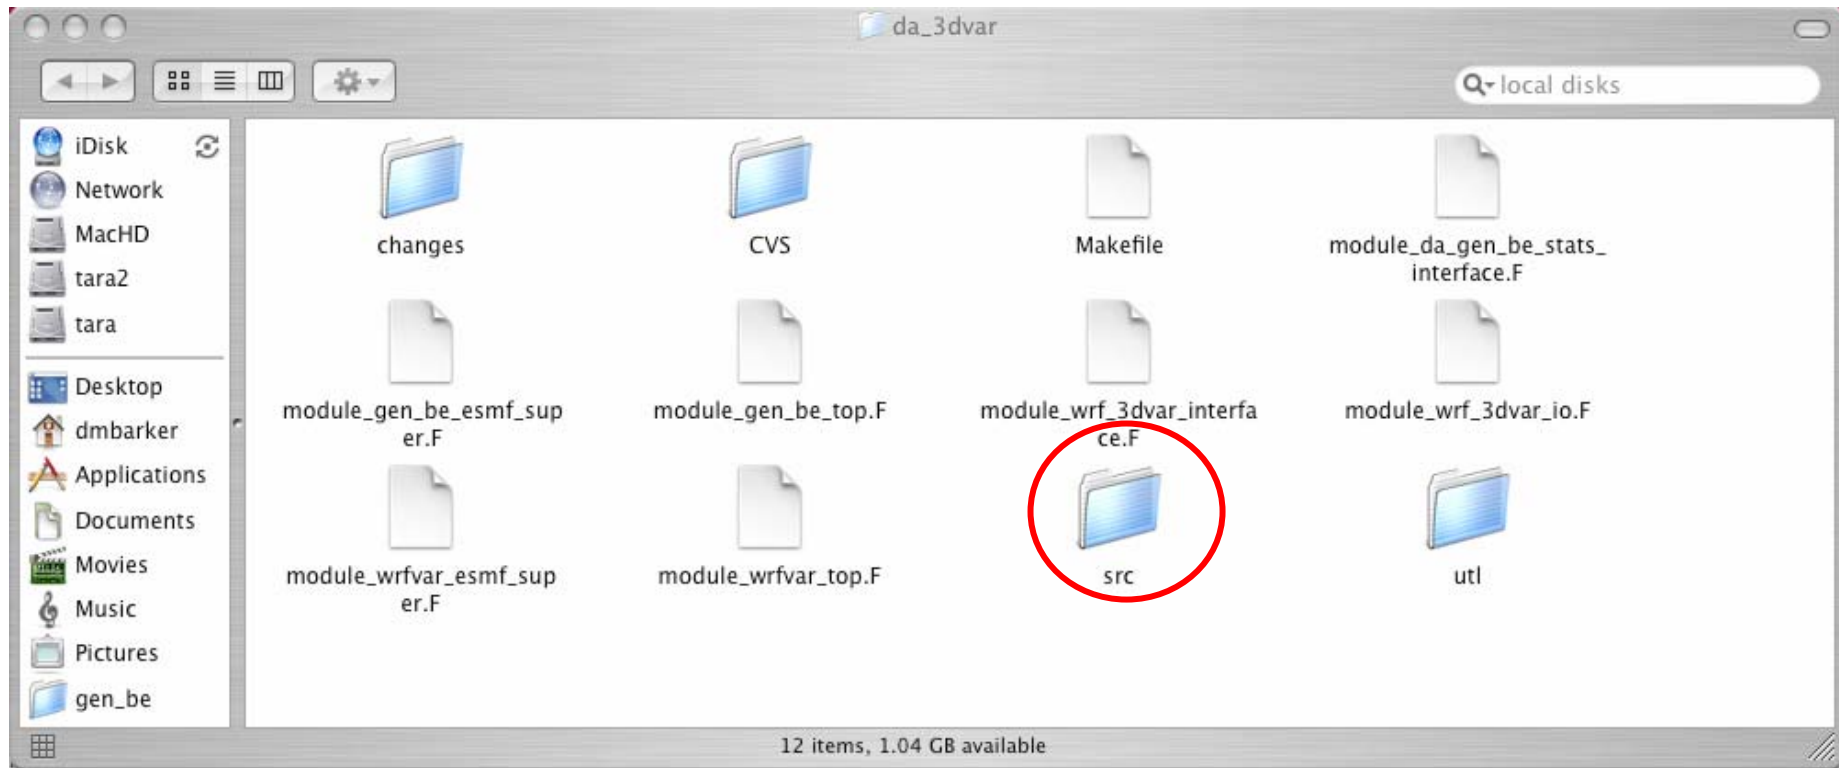 da_3dvar
local disks
iDisk
Network
MacHD
tara2
tara
Desktop
dmbarker
Applications
Documents
Movies
Music
Pictures
gen_be
changes
CVS
Makefile
module_da_gen_be_stats_
interface.F
module_gen_be_esmf_sup
er.F
module_gen_be_top.F
module_wrf_3dvar_interfa
ce.F
module_wrf_3dvar_io.F
module_wrfvar_esmf_sup
er.F
module_wrfvar_top.F
src
utl
12 items, 1.04 GB available